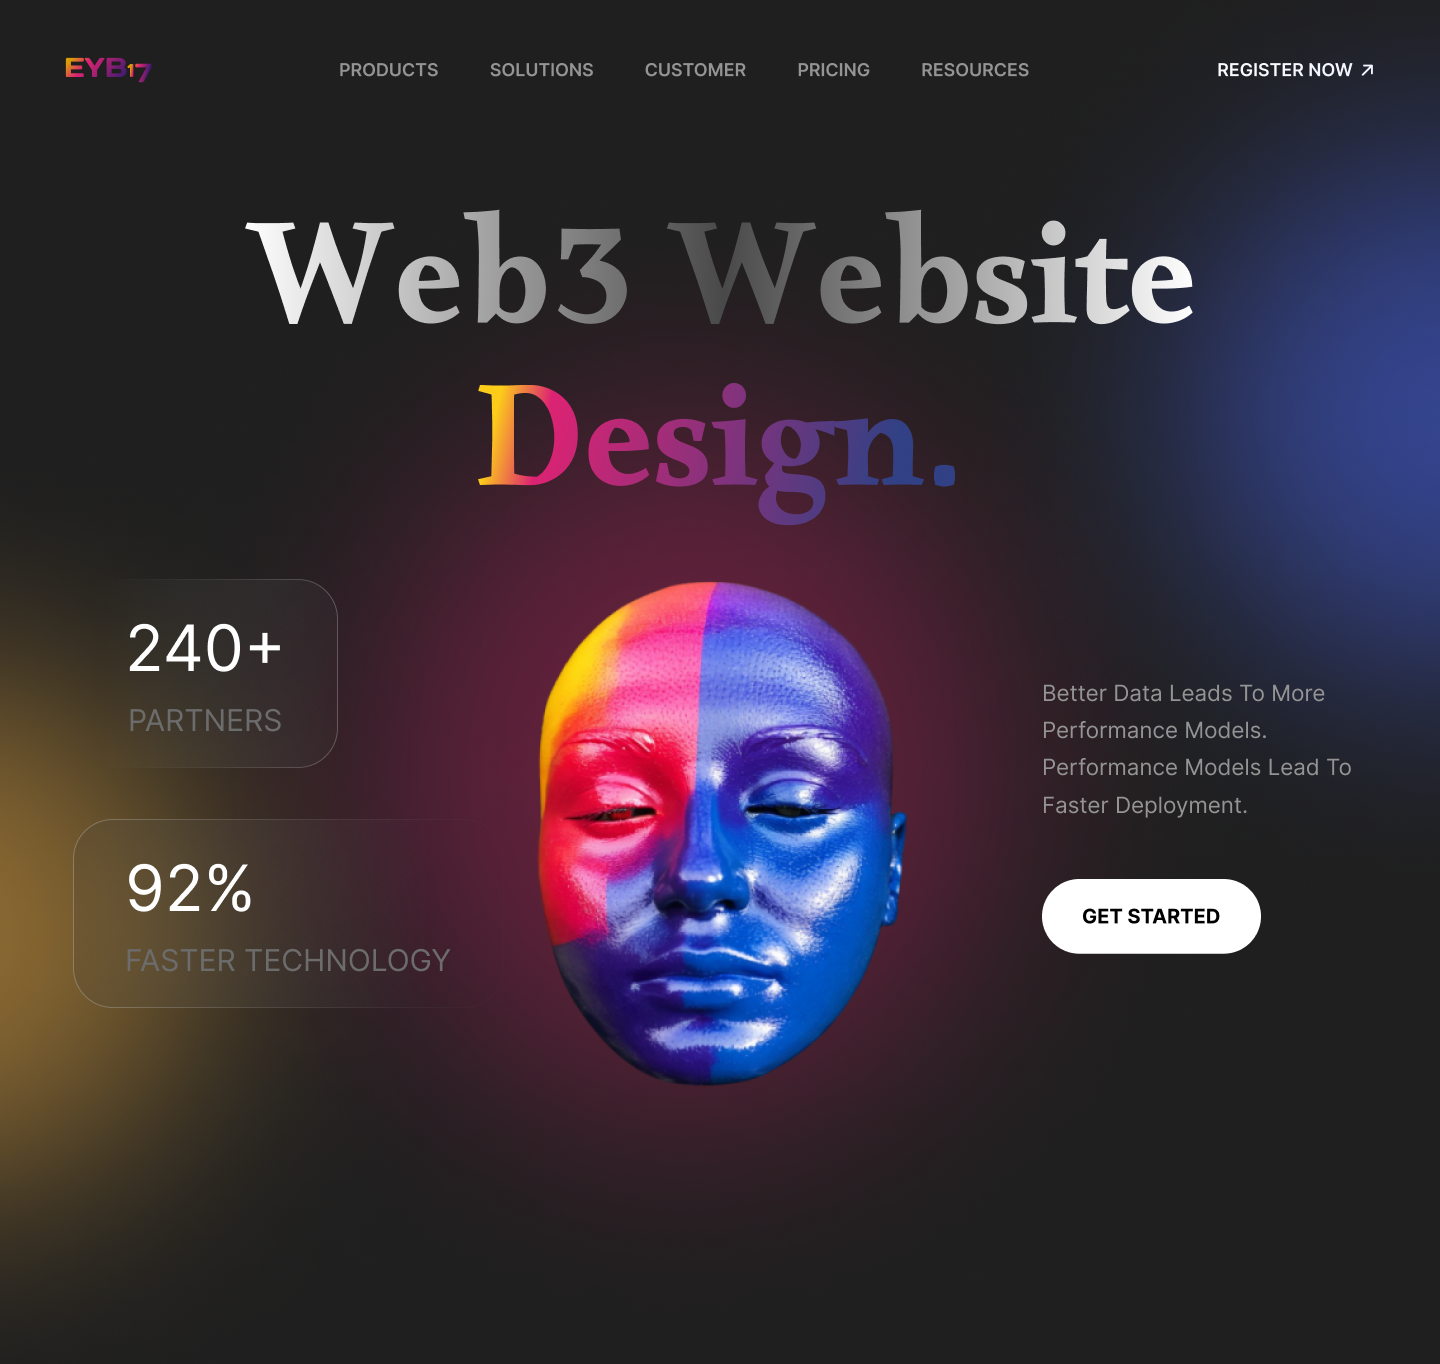 EYB17
PRODUCTS SOLUTIONS CUSTOMER PRICING RESOURCES
REGISTER NOW
Web3 Website
Design.
240+
PARTNERS
92%
FASTER TECHNOLOGY
Better Data Leads To More
Performance Models.
Performance Models Lead To
Faster Deployment.
GET STARTED